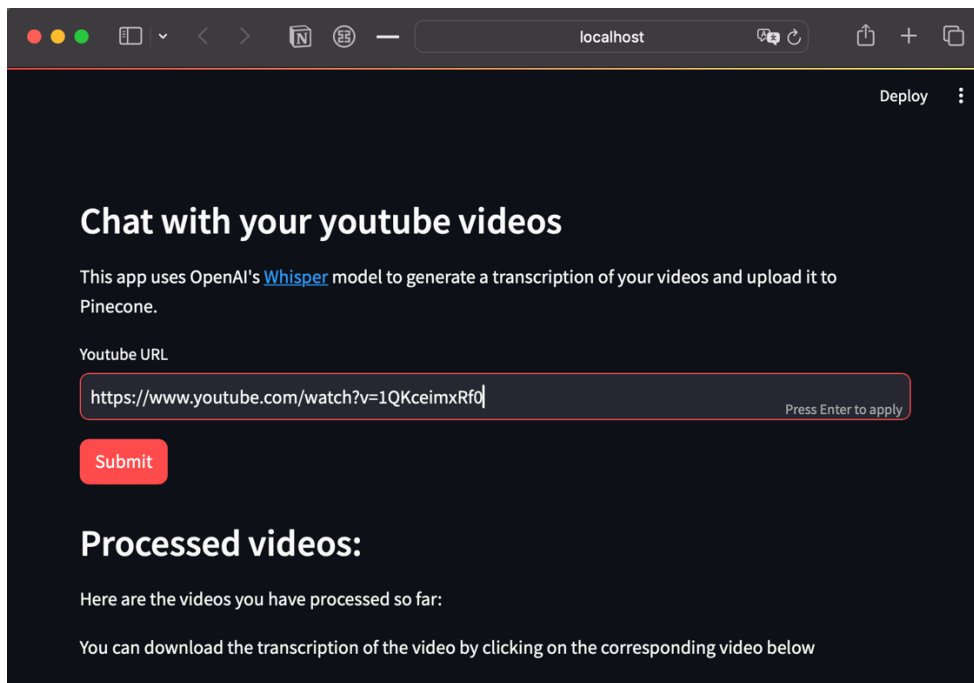 localhost
Deploy
Chat with your youtube videos
This app uses OpenAI's Whisper model to generate a transcription of your videos and upload it to
Pinecone.
Youtube URL
https://www.youtube.com/watch?v=1QKceimxRf0
Press Enter to apply
Submit
Processed videos:
Here are the videos you have processed so far:
You can download the transcription of the video by clicking on the corresponding video below